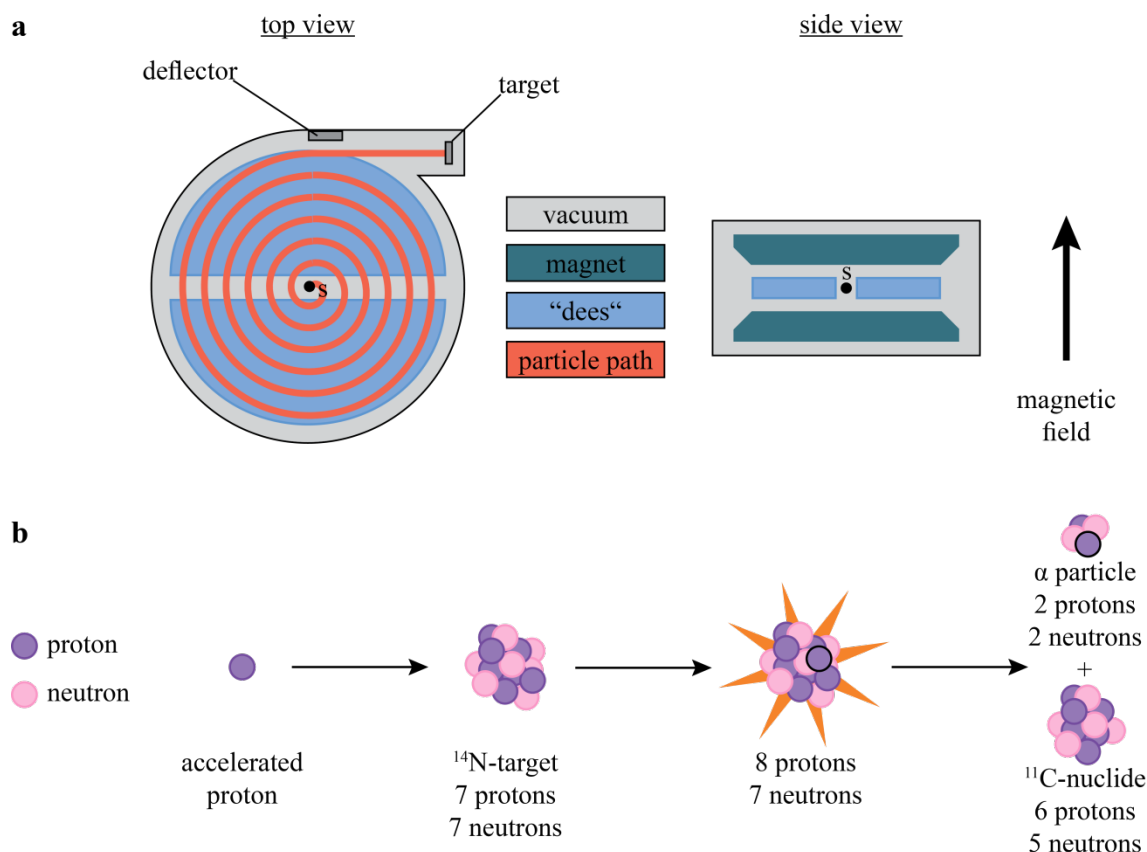 a
top view
side view
deflector
target
s
vacuum
magnet
“dees“
particle path
s
magnetic
field
b
proton
neutron
accelerated
proton
¹⁴N-target
7 protons
7 neutrons
8 protons
7 neutrons
α particle
2 protons
2 neutrons
+
¹¹C-nuclide
6 protons
5 neutrons